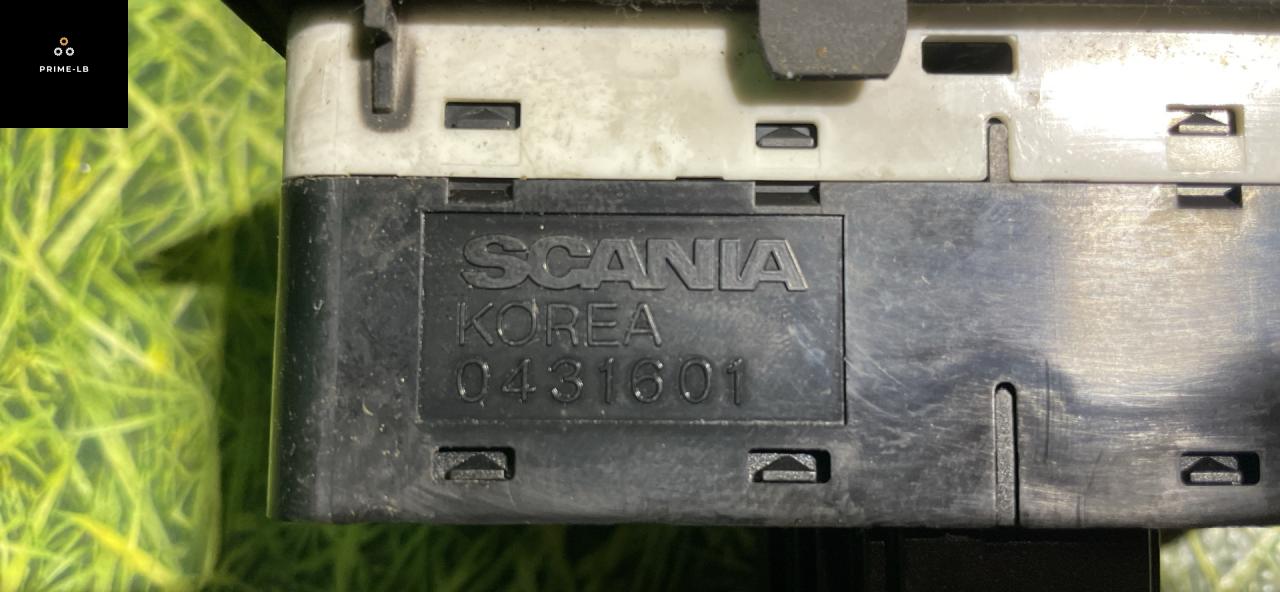 PRIME-LB
SCANIA
KOREA
0431601